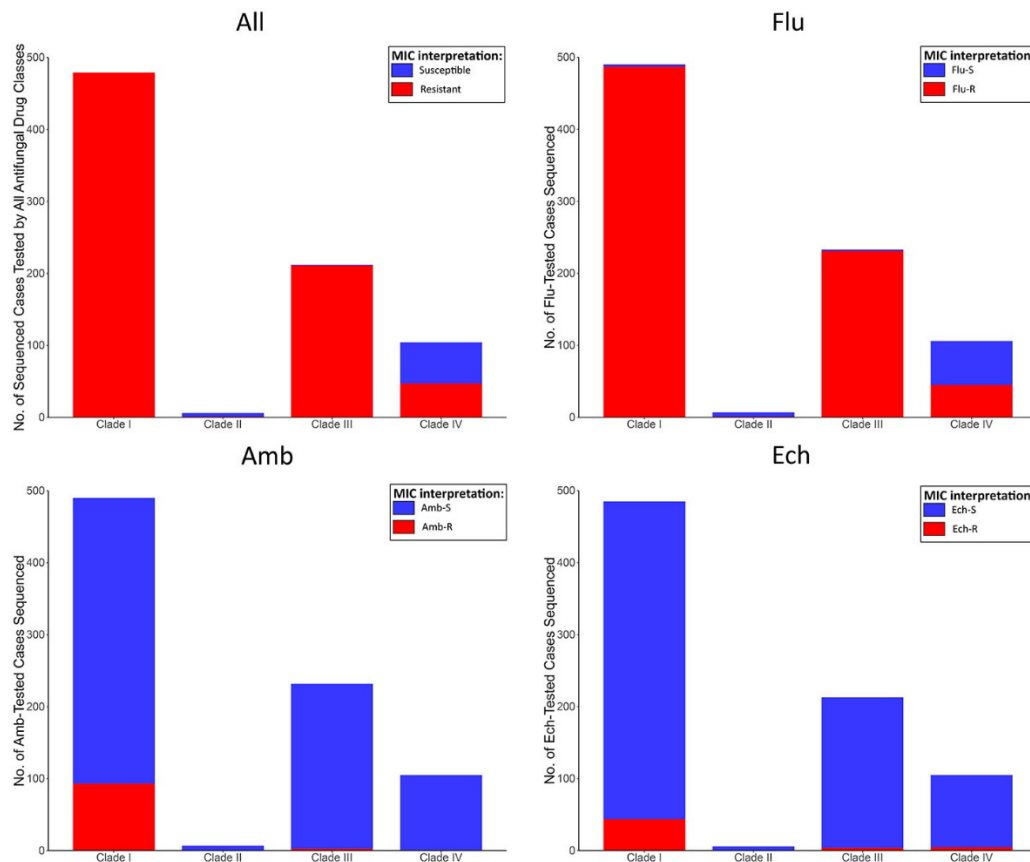 All
No. of Sequenced Cases Tested by All Antifungal Drug Classes
500
400
300
200
100
0
MIC interpretation:
Susceptible
Resistant
Clade I
Clade II
Clade III
Clade IV
Flu
No. of Flu-Tested Cases Sequenced
500
400
300
200
100
0
MIC interpretation:
Flu-S
Flu-R
Clade I
Clade II
Clade III
Clade IV
Amb
No. of Amb-Tested Cases Sequenced
500
400
300
200
100
0
MIC interpretation:
Amb-S
Amb-R
Clade I
Clade II
Clade III
Clade IV
Ech
No. of Ech-Tested Cases Sequenced
500
400
300
200
100
0
MIC interpretation:
Ech-S
Ech-R
Clade I
Clade II
Clade III
Clade IV